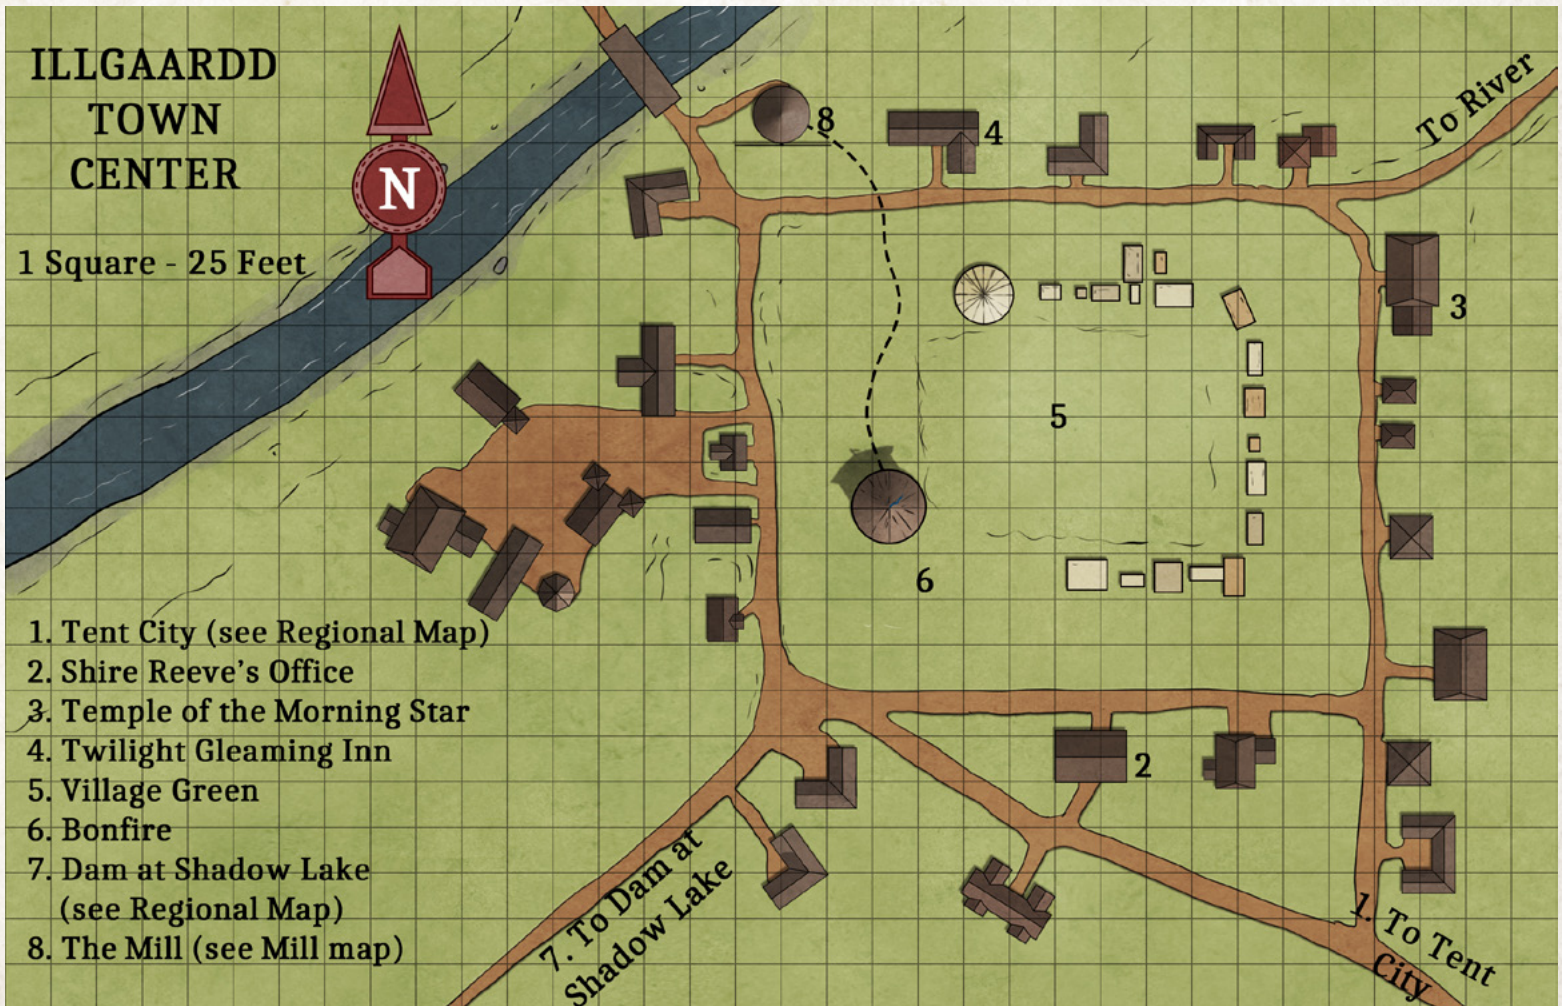 ILLGAARDD
TOWN
CENTER
N
1 Square - 25 Feet
To River
8
4
3
5
6
2
1. Tent City (see Regional Map)
2. Shire Reeve's Office
3. Temple of the Morning Star
4. Twilight Gleaming Inn
5. Village Green
6. Bonfire
7. Dam at Shadow Lake
(see Regional Map)
8. The Mill (see Mill map)
7. To Dam at
Shadow Lake
1. To Tent
City